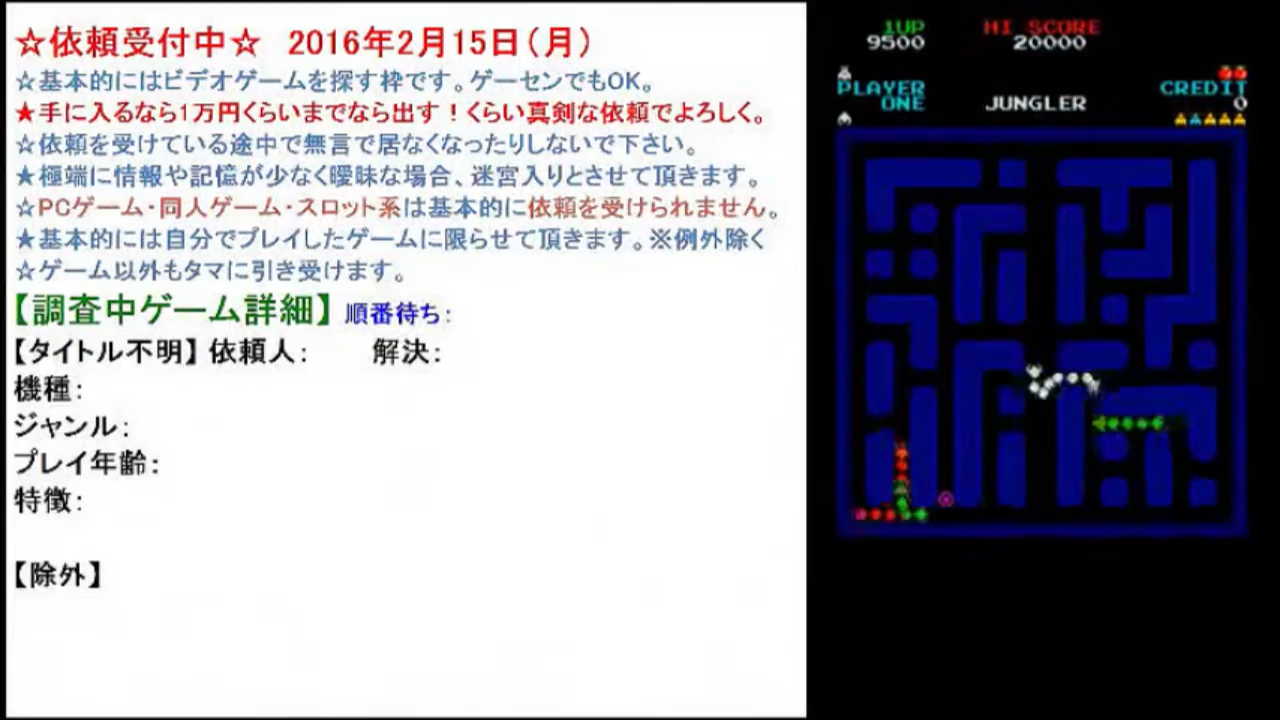 ☆依頼受付中☆ 2016年2月15日(月)
☆基本的にはビデオゲームを探す枠です。ゲーセンでもOK。
★手に入るなら1万円くらいまでなら出す!くらい真剣な依頼でよろしく。
☆依頼を受けている途中で無言で居なくなったりしないで下さい。
★極端に情報や記憶が少なく曖昧な場合、迷宮入りとさせて頂きます。
☆PCゲーム・同人ゲーム・スロット系は基本的に依頼を受けられません。
★基本的には自分でプレイしたゲームに限らせて頂きます。※例外除く
☆ゲーム以外もタマに引き受けます。
【調査中ゲーム詳細】 順番待ち:
【タイトル不明】 依頼人: 解決:
機種:
ジャンル:
プレイ年齢:
特徴:
【除外】
1UP HI SCORE
9500 20000
PLAYER CREDIT
ONE JUNGLER 0